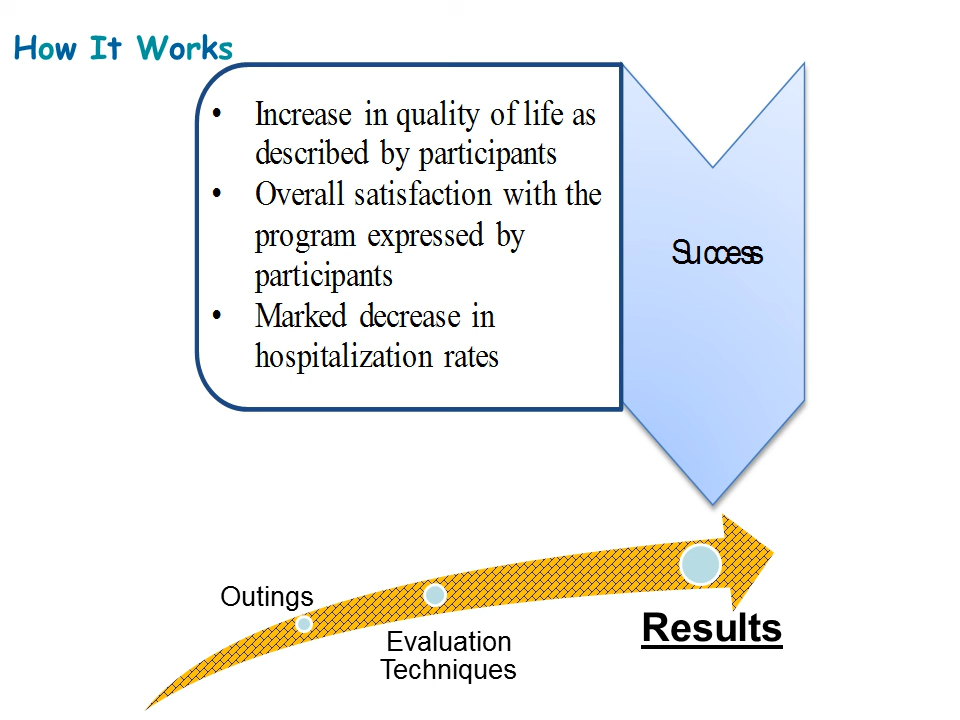 How It Works
• Increase in quality of life as
described by participants
• Overall satisfaction with the
program expressed by
participants
• Marked decrease in
hospitalization rates
Success
Outings
Evaluation
Techniques
Results